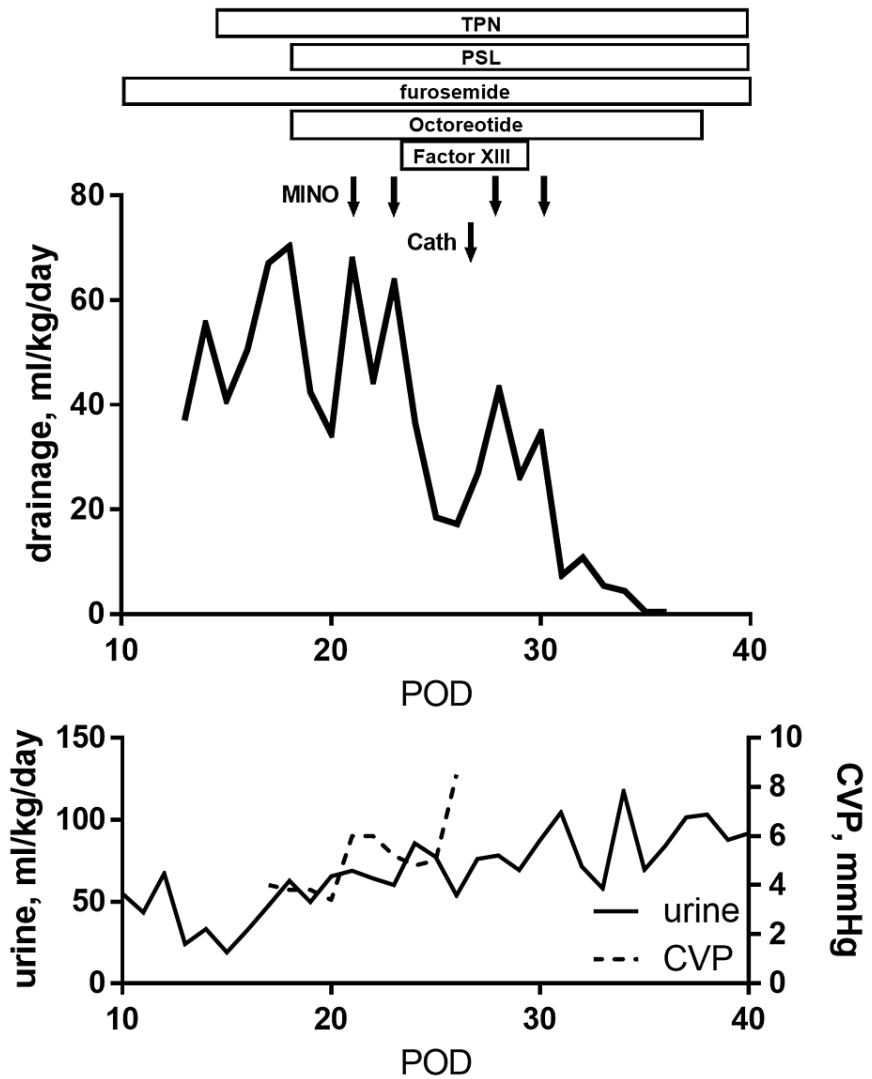 TPN
PSL
furosemide
Octoreotide
Factor XIII
MINO
Cath
drainage, ml/kg/day
80
60
40
20
0
10 20 30 40
POD
urine, ml/kg/day
150
100
50
0
CVP, mmHg
10
8
6
4
2
0
urine
CVP
10 20 30 40
POD